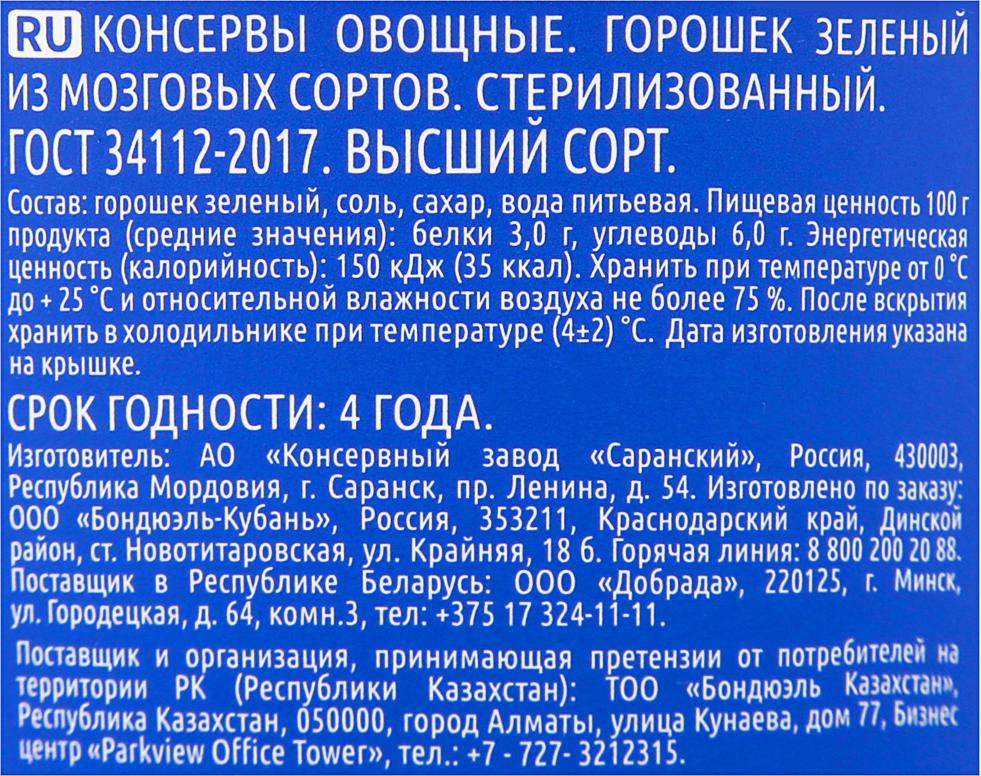 RU КОНСЕРВЫ ОВОЩНЫЕ. ГОРОШЕК ЗЕЛЕНЫЙ
ИЗ МОЗГОВЫХ СОРТОВ. СТЕРИЛИЗОВАННЫЙ.
ГОСТ 34112-2017. ВЫСШИЙ СОРТ.
Состав: горошек зеленый, соль, сахар, вода питьевая. Пищевая ценность 100 г
продукта (средние значения): белки 3,0 г, углеводы 6,0 г. Энергетическая
ценность (калорийность): 150 кДж (35 ккал). Хранить при температуре от 0 °С
до + 25 °С и относительной влажности воздуха не более 75 %. После вскрытия
хранить в холодильнике при температуре (4±2) °С. Дата изготовления указана
на крышке.
СРОК ГОДНОСТИ: 4 ГОДА.
Изготовитель: АО «Консервный завод «Саранский», Россия, 430003,
Республика Мордовия, г. Саранск, пр. Ленина, д. 54. Изготовлено по заказу:
ООО «Бондюэль-Кубань», Россия, 353211, Краснодарский край, Динской
район, ст. Новотитаровская, ул. Крайняя, 18 б. Горячая линия: 8 800 200 20 88.
Поставщик в Республике Беларусь: ООО «Добрада», 220125, г. Минск,
ул. Городецкая, д. 64, комн.3, тел: +375 17 324-11-11.
Поставщик и организация, принимающая претензии от потребителей на
территории РК (Республики Казахстан): ТОО «Бондюэль Казахстан»,
Республика Казахстан, 050000, город Алматы, улица Кунаева, дом 77, Бизнес
центр «Parkview Office Tower», тел.: +7 - 727- 3212315.